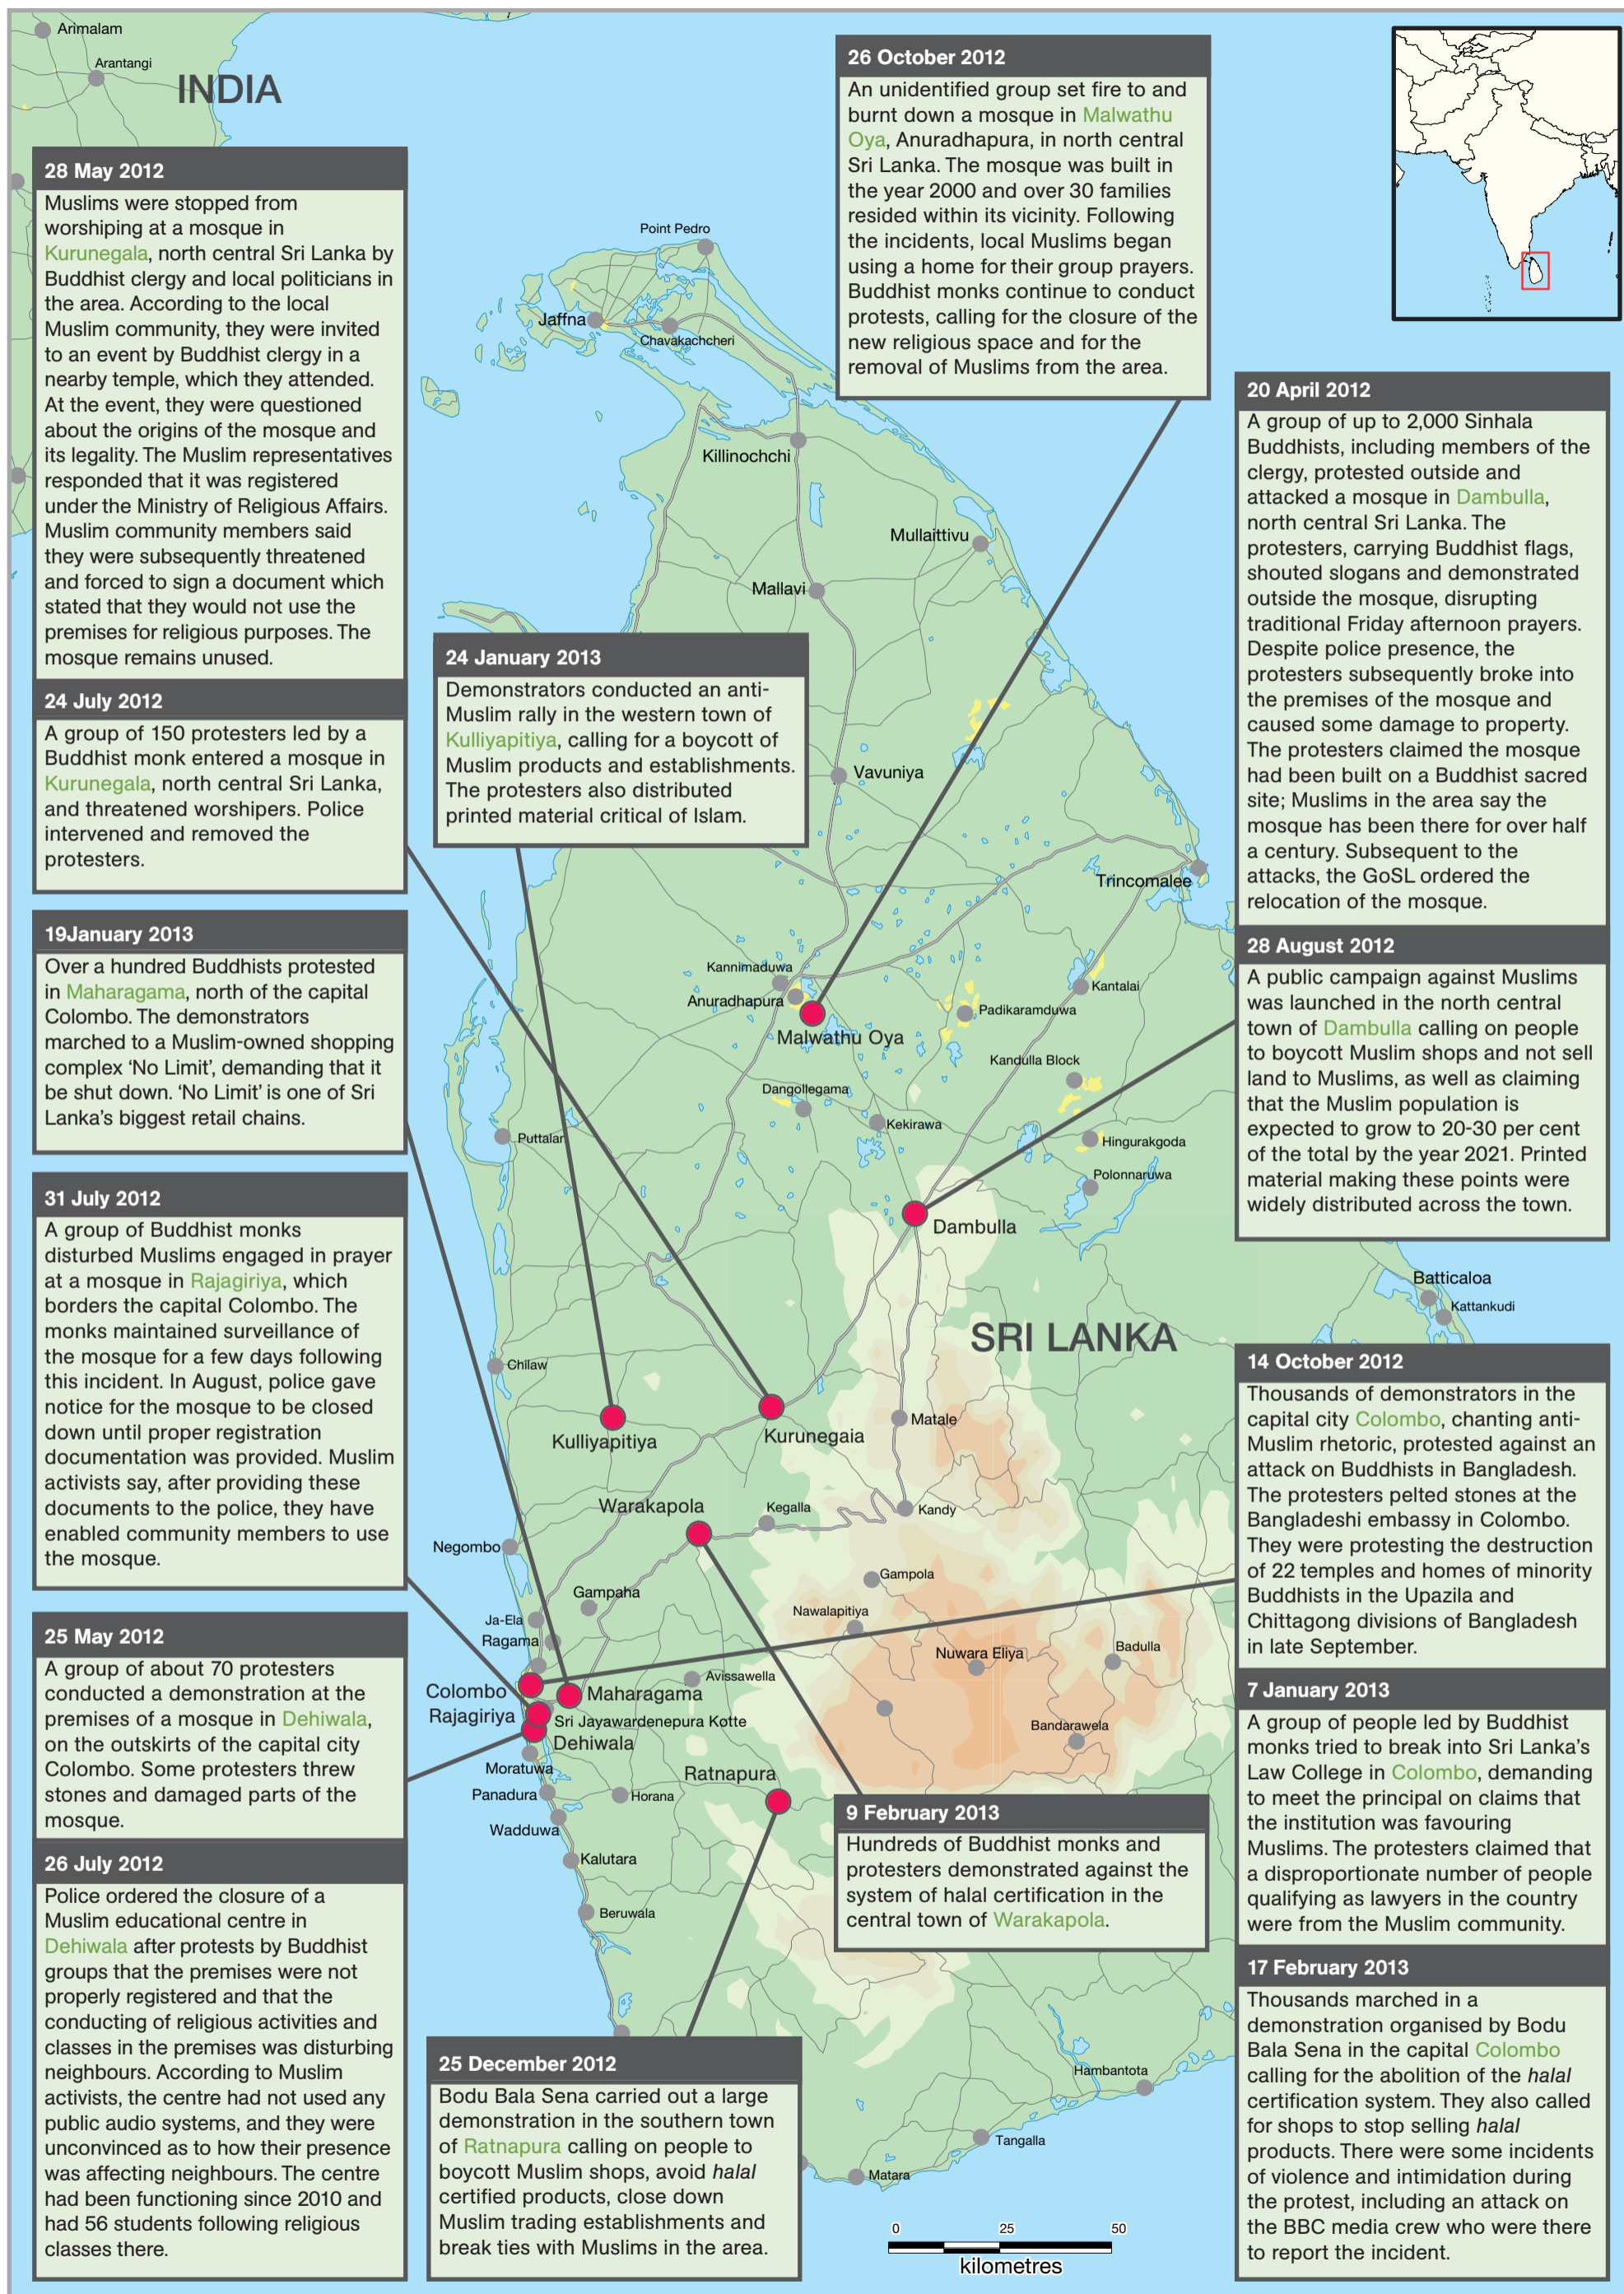 Arimalam
Arantangi
INDIA
26 October 2012
An unidentified group set fire to and
burnt down a mosque in Malwathu
Oya, Anuradhapura, in north central
Sri Lanka. The mosque was built in
the year 2000 and over 30 families
resided within its vicinity. Following
the incidents, local Muslims began
using a home for their group prayers.
Buddhist monks continue to conduct
protests, calling for the closure of the
new religious space and for the
removal of Muslims from the area.
28 May 2012
Muslims were stopped from
worshiping at a mosque in
Kurunegala, north central Sri Lanka by
Buddhist clergy and local politicians in
the area. According to the local
Muslim community, they were invited
to an event by Buddhist clergy in a
nearby temple, which they attended.
At the event, they were questioned
about the origins of the mosque and
its legality. The Muslim representatives
responded that it was registered
under the Ministry of Religious Affairs.
Muslim community members said
they were subsequently threatened
and forced to sign a document which
stated that they would not use the
premises for religious purposes. The
mosque remains unused.
24 July 2012
A group of 150 protesters led by a
Buddhist monk entered a mosque in
Kurunegala, north central Sri Lanka,
and threatened worshipers. Police
intervened and removed the
protesters.
19January 2013
Over a hundred Buddhists protested
in Maharagama, north of the capital
Colombo. The demonstrators
marched to a Muslim-owned shopping
complex ‘No Limit’, demanding that it
be shut down. ‘No Limit’ is one of Sri
Lanka’s biggest retail chains.
31 July 2012
A group of Buddhist monks
disturbed Muslims engaged in prayer
at a mosque in Rajagiriya, which
borders the capital Colombo. The
monks maintained surveillance of
the mosque for a few days following
this incident. In August, police gave
notice for the mosque to be closed
down until proper registration
documentation was provided. Muslim
activists say, after providing these
documents to the police, they have
enabled community members to use
the mosque.
25 May 2012
A group of about 70 protesters
conducted a demonstration at the
premises of a mosque in Dehiwala,
on the outskirts of the capital city
Colombo. Some protesters threw
stones and damaged parts of the
mosque.
26 July 2012
Police ordered the closure of a
Muslim educational centre in
Dehiwala after protests by Buddhist
groups that the premises were not
properly registered and that the
conducting of religious activities and
classes in the premises was disturbing
neighbours. According to Muslim
activists, the centre had not used any
public audio systems, and they were
unconvinced as to how their presence
was affecting neighbours. The centre
had been functioning since 2010 and
had 56 students following religious
classes there.
24 January 2013
Demonstrators conducted an anti-
Muslim rally in the western town of
Kulliyapitiya, calling for a boycott of
Muslim products and establishments.
The protesters also distributed
printed material critical of Islam.
Point Pedro
Jaffna
Chavakachcheri
Killinochchi
Mullaittivu
Mallavi
Vavuniya
Trincomalee
Kannimaduwa
Anuradhapura
Malwathu Oya
Kantalai
Padikaramduwa
Kandulla Block
Dangollegama
Kekirawa
Hingurakgoda
Polonnaruwa
Puttalar
Dambulla
Batticaloa
Kattankudi
SRI LANKA
Chilaw
Kulliyapitiya
Kurunegaia
Matale
Warakapola
Kegalla
Kandy
Negombo
Gampaha
Gampola
Ja-Ela
Nawalapitiya
Ragama
Nuwara Eliya
Badulla
Avissawella
Colombo
Maharagama
Rajagiriya
Sri Jayawardenepura Kotte
Dehiwala
Bandarawela
Moratuwa
Ratnapura
Panadura
Horana
Wadduwa
Kalutara
Beruwala
Hambantota
Tangalla
Matara
20 April 2012
A group of up to 2,000 Sinhala
Buddhists, including members of the
clergy, protested outside and
attacked a mosque in Dambulla,
north central Sri Lanka. The
protesters, carrying Buddhist flags,
shouted slogans and demonstrated
outside the mosque, disrupting
traditional Friday afternoon prayers.
Despite police presence, the
protesters subsequently broke into
the premises of the mosque and
caused some damage to property.
The protesters claimed the mosque
had been built on a Buddhist sacred
site; Muslims in the area say the
mosque has been there for over half
a century. Subsequent to the
attacks, the GoSL ordered the
relocation of the mosque.
28 August 2012
A public campaign against Muslims
was launched in the north central
town of Dambulla calling on people
to boycott Muslim shops and not sell
land to Muslims, as well as claiming
that the Muslim population is
expected to grow to 20-30 per cent
of the total by the year 2021. Printed
material making these points were
widely distributed across the town.
14 October 2012
Thousands of demonstrators in the
capital city Colombo, chanting anti-
Muslim rhetoric, protested against an
attack on Buddhists in Bangladesh.
The protesters pelted stones at the
Bangladeshi embassy in Colombo.
They were protesting the destruction
of 22 temples and homes of minority
Buddhists in the Upazila and
Chittagong divisions of Bangladesh
in late September.
7 January 2013
A group of people led by Buddhist
monks tried to break into Sri Lanka’s
Law College in Colombo, demanding
to meet the principal on claims that
the institution was favouring
Muslims. The protesters claimed that
a disproportionate number of people
qualifying as lawyers in the country
were from the Muslim community.
17 February 2013
Thousands marched in a
demonstration organised by Bodu
Bala Sena in the capital Colombo
calling for the abolition of the halal
certification system. They also called
for shops to stop selling halal
products. There were some incidents
of violence and intimidation during
the protest, including an attack on
the BBC media crew who were there
to report the incident.
9 February 2013
Hundreds of Buddhist monks and
protesters demonstrated against the
system of halal certification in the
central town of Warakapola.
25 December 2012
Bodu Bala Sena carried out a large
demonstration in the southern town
of Ratnapura calling on people to
boycott Muslim shops, avoid halal
certified products, close down
Muslim trading establishments and
break ties with Muslims in the area.
0 25 50
kilometres